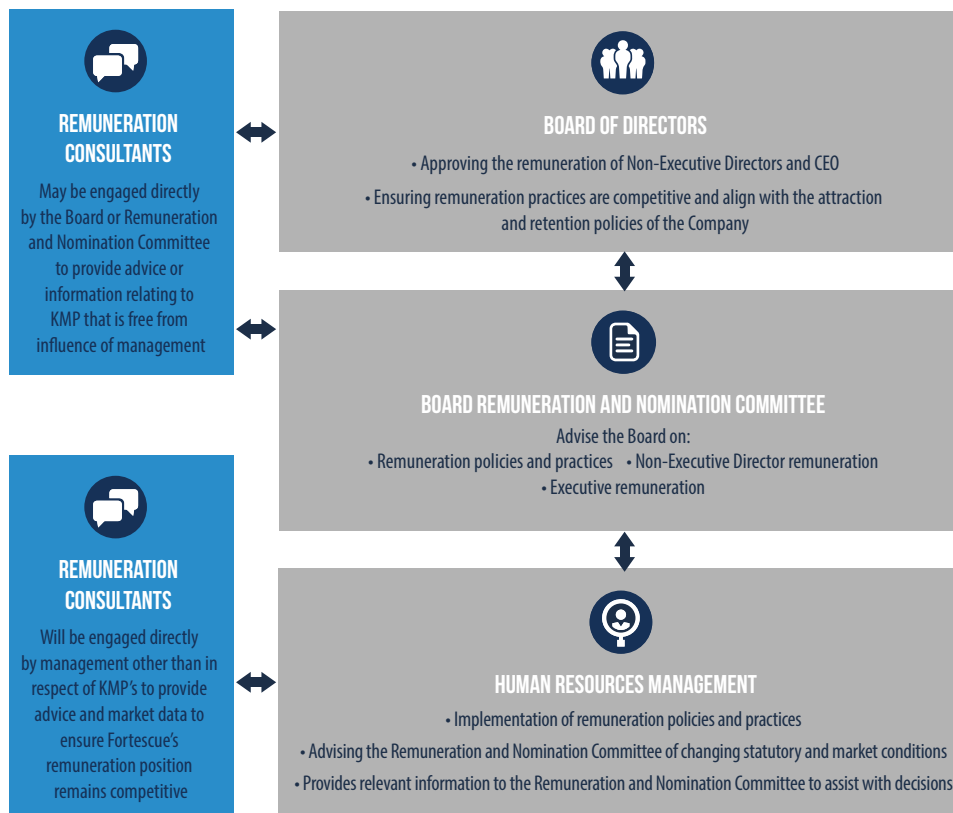 REMUNERATION
CONSULTANTS
May be engaged directly
by the Board or Remuneration
and Nomination Committee
to provide advice or
information relating to
KMP that is free from
influence of management
BOARD OF DIRECTORS
• Approving the remuneration of Non-Executive Directors and CEO
• Ensuring remuneration practices are competitive and align with the attraction
and retention policies of the Company
BOARD REMUNERATION AND NOMINATION COMMITTEE
Advise the Board on:
• Remuneration policies and practices • Non-Executive Director remuneration
• Executive remuneration
REMUNERATION
CONSULTANTS
Will be engaged directly
by management other than in
respect of KMP's to provide
advice and market data to
ensure Fortescue's
remuneration position
remains competitive
HUMAN RESOURCES MANAGEMENT
• Implementation of remuneration policies and practices
• Advising the Remuneration and Nomination Committee of changing statutory and market conditions
• Provides relevant information to the Remuneration and Nomination Committee to assist with decisions